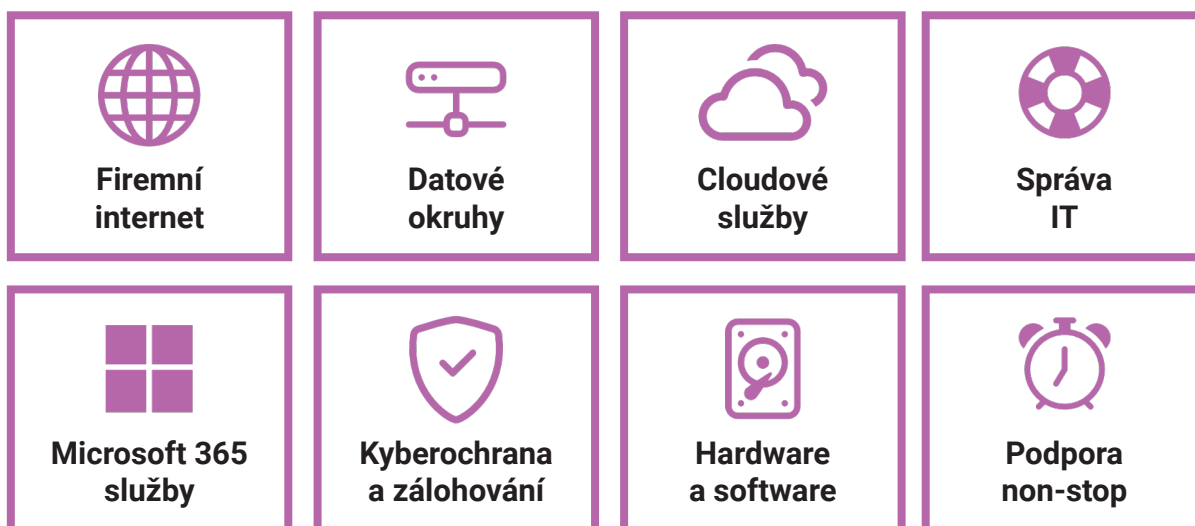 Firemní
internet
Datové
okruhy
Cloudové
služby
Správa
IT
Microsoft 365
služby
Kyberochrana
a zálohování
Hardware
a software
Podpora
non-stop